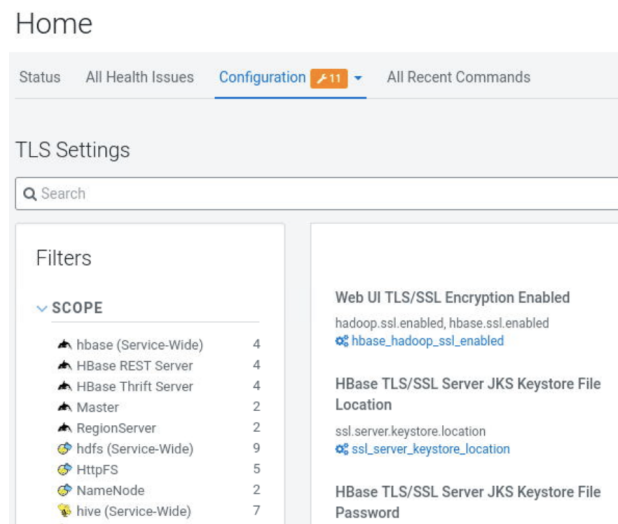 Home
Status All Health Issues Configuration 11 All Recent Commands
TLS Settings
Search
Filters
SCOPE
hbase (Service-Wide) 4
HBase REST Server 4
HBase Thrift Server 4
Master 2
RegionServer 2
hdfs (Service-Wide) 9
HttpFS 5
NameNode 2
hive (Service-Wide) 7
Web UI TLS/SSL Encryption Enabled
hadoop.ssl.enabled, hbase.ssl.enabled
hbase_hadoop_ssl_enabled
HBase TLS/SSL Server JKS Keystore File
Location
ssl.server.keystore.location
ssl_server_keystore_location
HBase TLS/SSL Server JKS Keystore File
Password